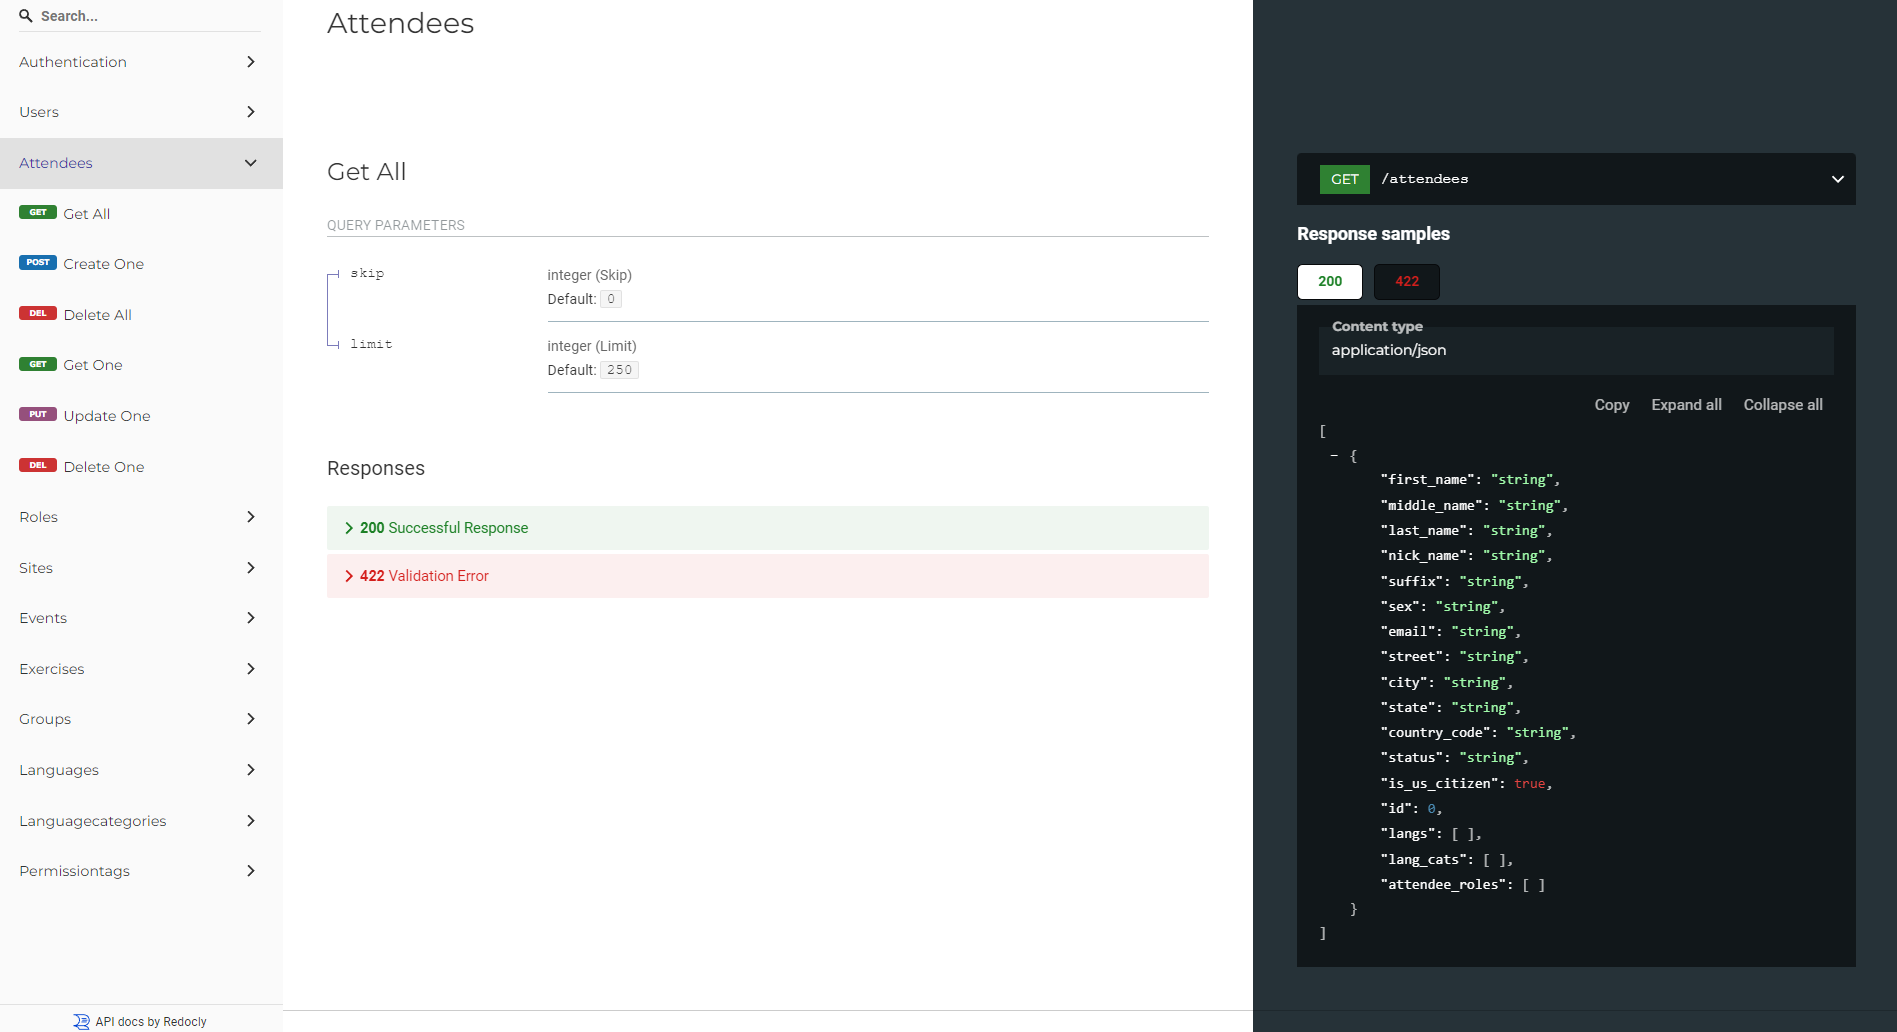 Search...
Authentication
Users
Attendees
GET Get All
POST Create One
DEL Delete All
GET Get One
PUT Update One
DEL Delete One
Roles
Sites
Events
Exercises
Groups
Languages
Languagecategories
Permissiontags
API docs by Redocly
Attendees
Get All
QUERY PARAMETERS
skip
integer (Skip)
Default: 0
limit
integer (Limit)
Default: 250
Responses
200 Successful Response
422 Validation Error
GET /attendees
Response samples
200 422
Content type
application/json
Copy Expand all Collapse all
[
- {
"first_name": "string",
"middle_name": "string",
"last_name": "string",
"nick_name": "string",
"suffix": "string",
"sex": "string",
"email": "string",
"street": "string",
"city": "string",
"state": "string",
"country_code": "string",
"status": "string",
"is_us_citizen": true,
"id": 0,
"langs": [ ],
"lang_cats": [ ],
"attendee_roles": [ ]
}
]